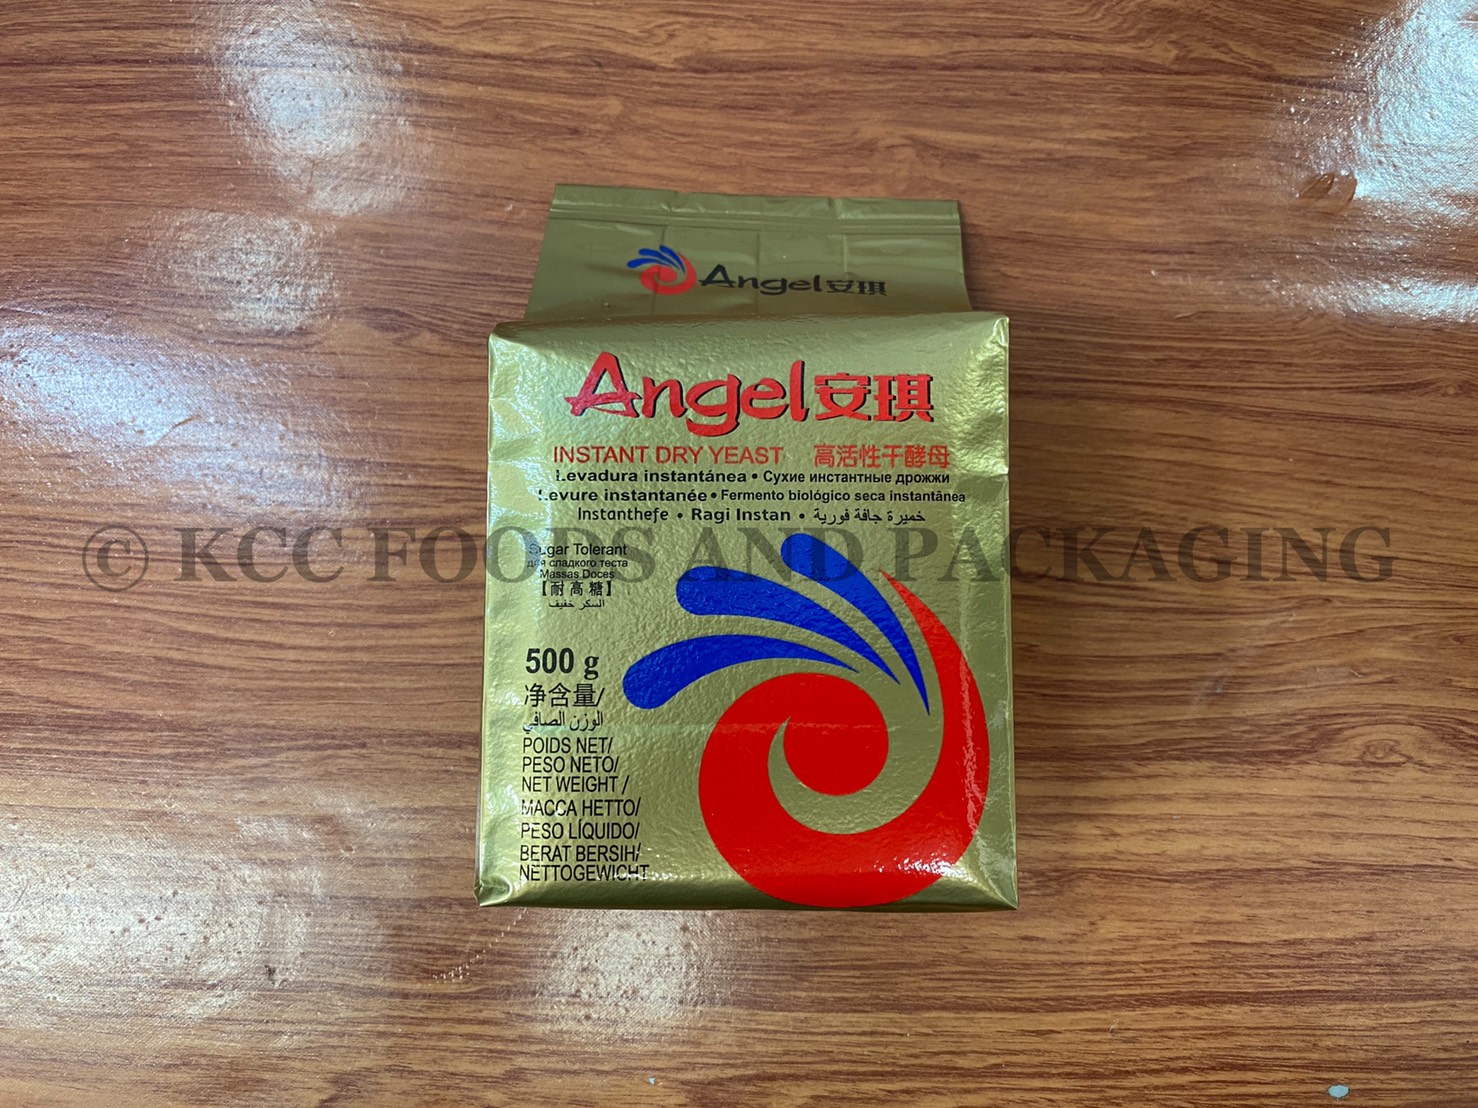 Angel安琪
Angel安琪
INSTANT DRY YEAST 高活性干酵母
Levadura instantánea • Сухие инстантные дрожжи
Levure instantanée • Fermento biológico seca instantânea
Instanthefe • Ragi Instan • خميرة جافة فورية
© KCC FOODS AND PACKAGING
Sugar Tolerant
для сладкого теста
Massas Doces
【耐高糖】
السكر خفيف
500 g
净含量/
الوزن الصافي
POIDS NET/
PESO NETO/
NET WEIGHT /
МАССА НЕТТО/
PESO LÍQUIDO/
BERAT BERSIH/
NETTOGEWICHT